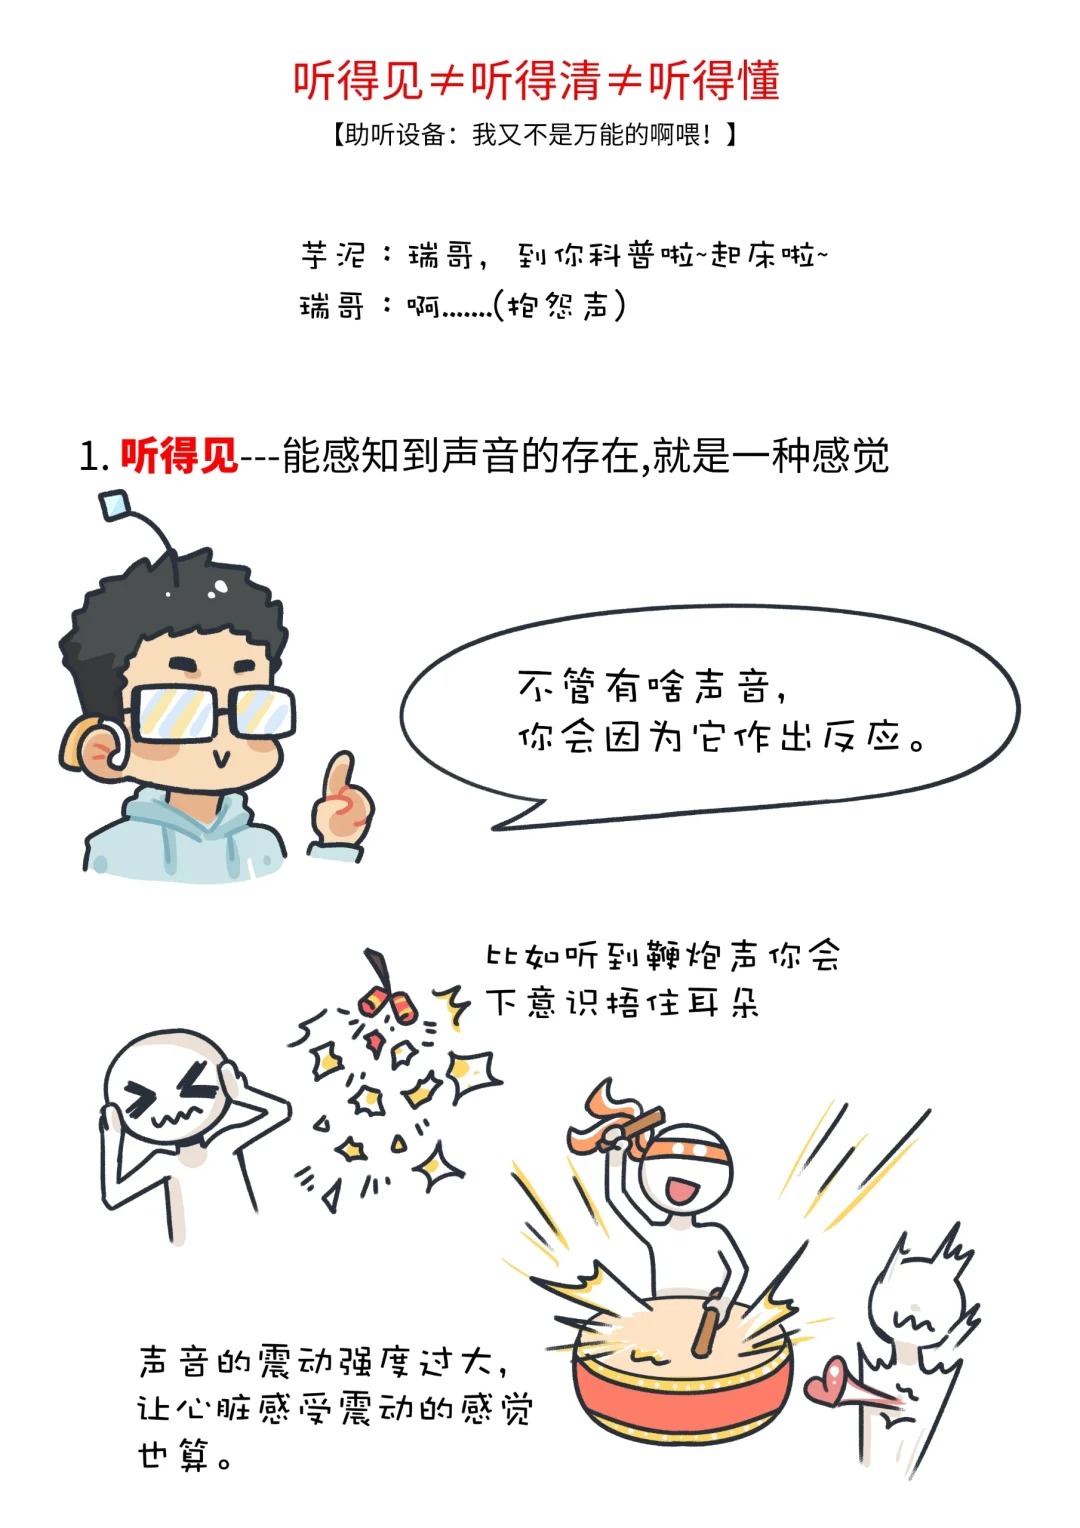 听得见≠听得清≠听得懂
【助听设备：我又不是万能的啊喂！】
芋泥：瑞哥，到你科普啦~起床啦~
瑞哥：啊.......(抱怨声)
1. 听得见---能感知到声音的存在,就是一种感觉
不管有啥声音，
你会因为它作出反应。
比如听到鞭炮声你会
下意识捂住耳朵
声音的震动强度过大，
让心脏感受震动的感觉
也算。